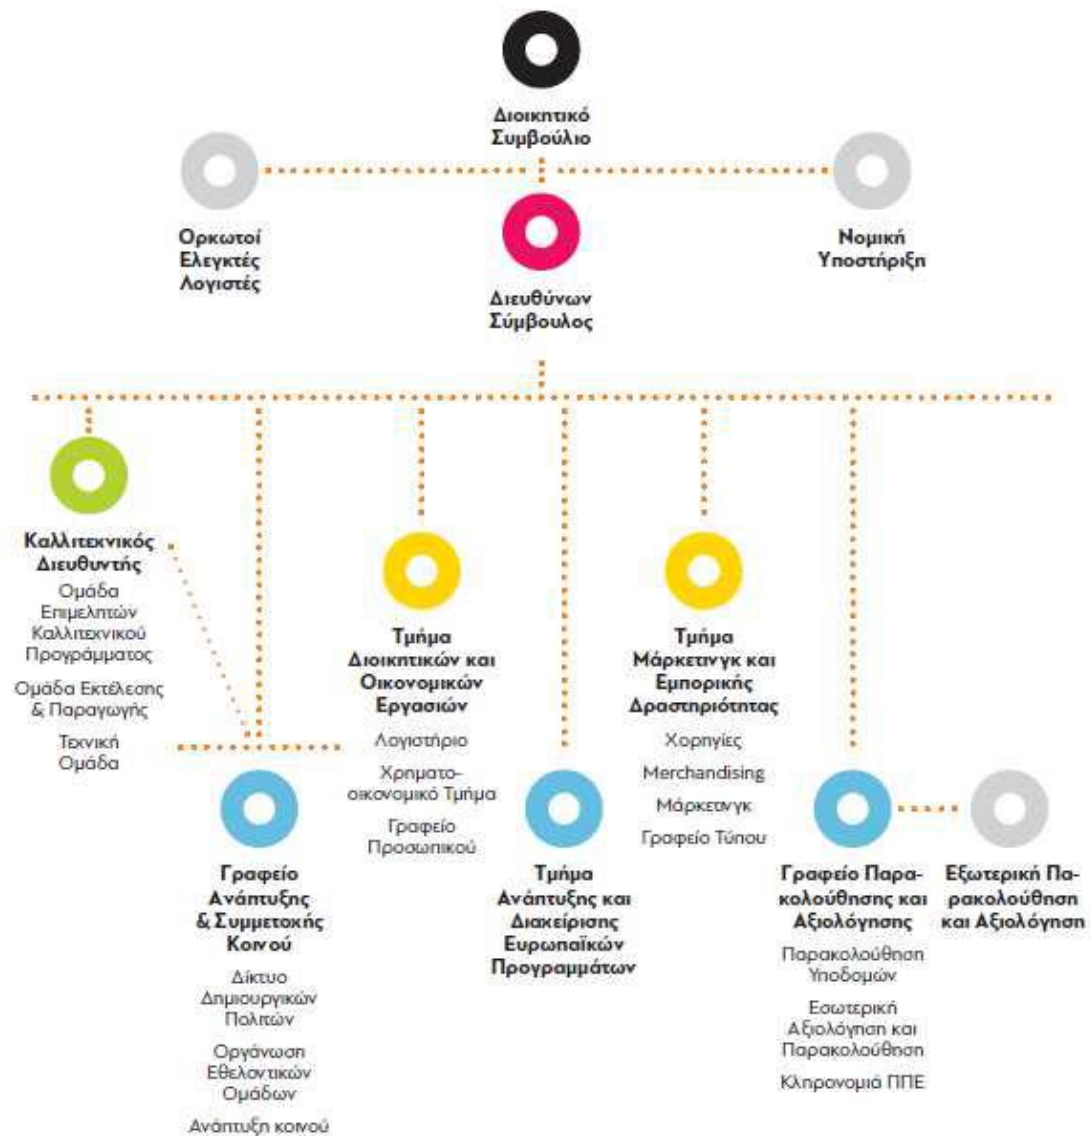 Διοικητικό
Συμβούλιο
Ορκωτοί
Ελεγκτές
Λογιστές
Νομική
Υποστήριξη
Διευθύνων
Σύμβουλος
Καλλιτεχνικός
Διευθυντής
Ομάδα
Επιμελητών
Καλλιτεχνικού
Προγράμματος
Ομάδα Εκτέλεσης
& Παραγωγής
Τεχνική
Ομάδα
Γραφείο
Ανάπτυξης
& Συμμετοχής
Κοινού
Δίκτυο
Δημιουργικών
Πολιτών
Οργάνωση
Εθελοντικών
Ομάδων
Ανάπτυξη κοινού
Τμήμα
Διοικητικών και
Οικονομικών
Εργασιών
Λογιστήριο
Χρηματο-
οικονομικό Τμήμα
Γραφείο
Προσωπικού
Τμήμα
Ανάπτυξης και
Διαχείρισης
Ευρωπαϊκών
Προγραμμάτων
Τμήμα
Μάρκετινγκ και
Εμπορικής
Δραστηριότητας
Χορηγίες
Merchandising
Μάρκετινγκ
Γραφείο Τύπου
Γραφείο Παρα-
κολούθησης και
Αξιολόγησης
Παρακολούθηση
Υποδομών
Εσωτερική
Αξιολόγηση και
Παρακολούθηση
Κληρονομιά ΠΠΕ
Εξωτερική Πα-
ρακολούθηση
και Αξιολόγηση